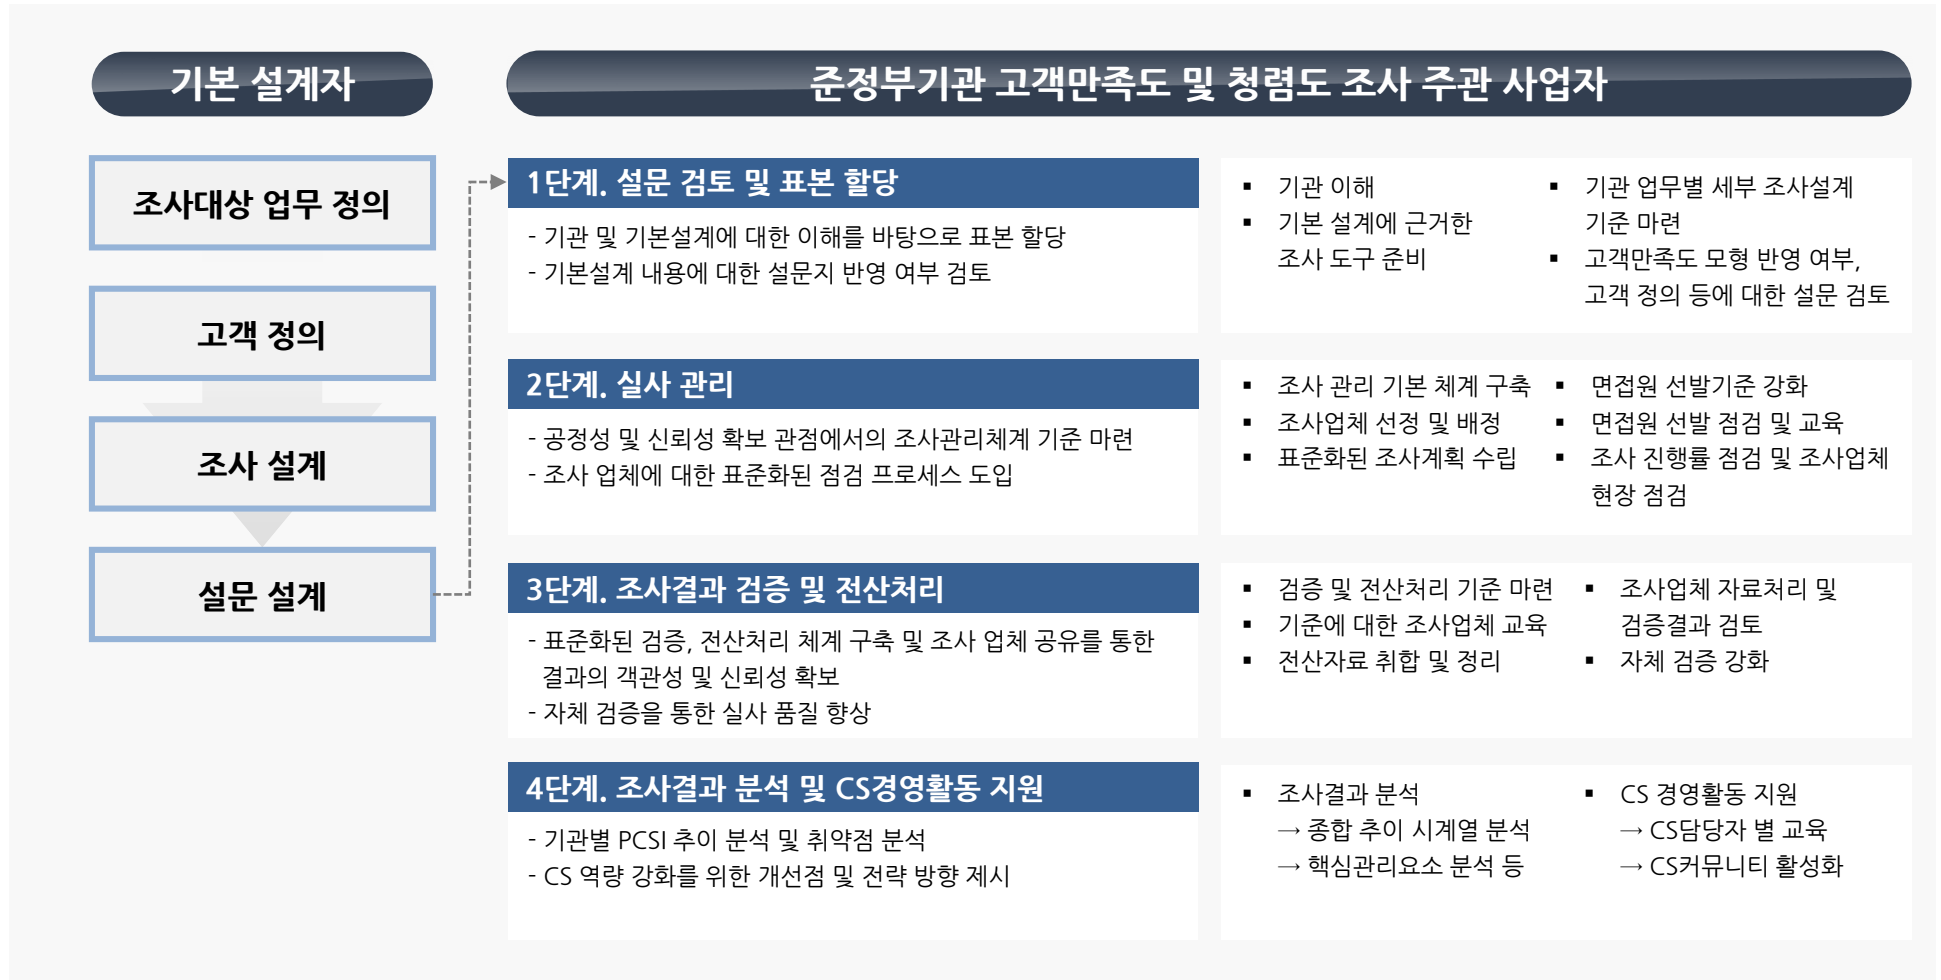 기본 설계자
조사대상 업무 정의
고객 정의
조사 설계
설문 설계
준정부기관 고객만족도 및 청렴도 조사 주관 사업자
1단계. 설문 검토 및 표본 할당
- 기관 및 기본설계에 대한 이해를 바탕으로 표본 할당
- 기본설계 내용에 대한 설문지 반영 여부 검토
▪ 기관 이해
▪ 기본 설계에 근거한
조사 도구 준비
▪ 기관 업무별 세부 조사설계
기준 마련
▪ 고객만족도 모형 반영 여부,
고객 정의 등에 대한 설문 검토
2단계. 실사 관리
- 공정성 및 신뢰성 확보 관점에서의 조사관리체계 기준 마련
- 조사 업체에 대한 표준화된 점검 프로세스 도입
▪ 조사 관리 기본 체계 구축
▪ 조사업체 선정 및 배정
▪ 표준화된 조사계획 수립
▪ 면접원 선발기준 강화
▪ 면접원 선발 점검 및 교육
▪ 조사 진행률 점검 및 조사업체
현장 점검
3단계. 조사결과 검증 및 전산처리
- 표준화된 검증, 전산처리 체계 구축 및 조사 업체 공유를 통한
결과의 객관성 및 신뢰성 확보
- 자체 검증을 통한 실사 품질 향상
▪ 검증 및 전산처리 기준 마련
▪ 기준에 대한 조사업체 교육
▪ 전산자료 취합 및 정리
▪ 조사업체 자료처리 및
검증결과 검토
▪ 자체 검증 강화
4단계. 조사결과 분석 및 CS경영활동 지원
- 기관별 PCSI 추이 분석 및 취약점 분석
- CS 역량 강화를 위한 개선점 및 전략 방향 제시
▪ 조사결과 분석
→ 종합 추이 시계열 분석
→ 핵심관리요소 분석 등
▪ CS 경영활동 지원
→ CS담당자 별 교육
→ CS커뮤니티 활성화